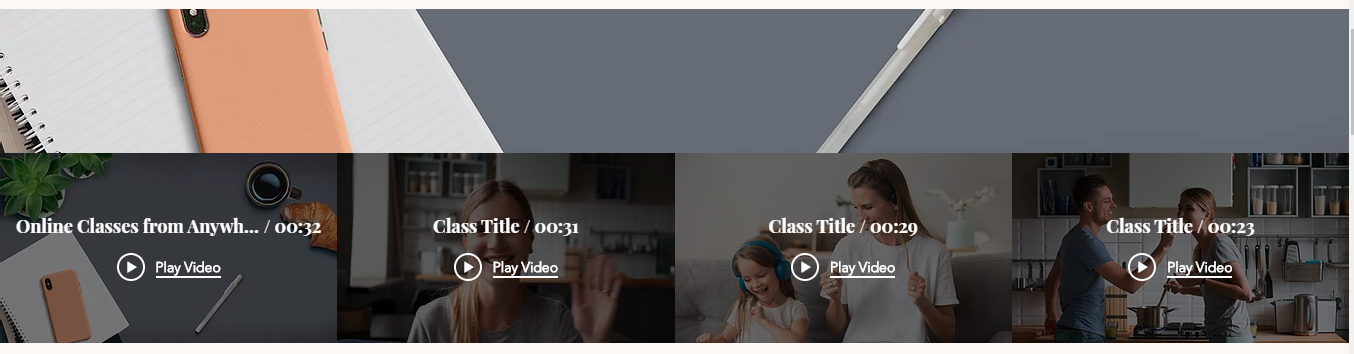 Online Classes from Anywh... / 00:32
Play Video
Class Title / 00:31
Play Video
Class Title / 00:29
Play Video
Class Title / 00:23
Play Video